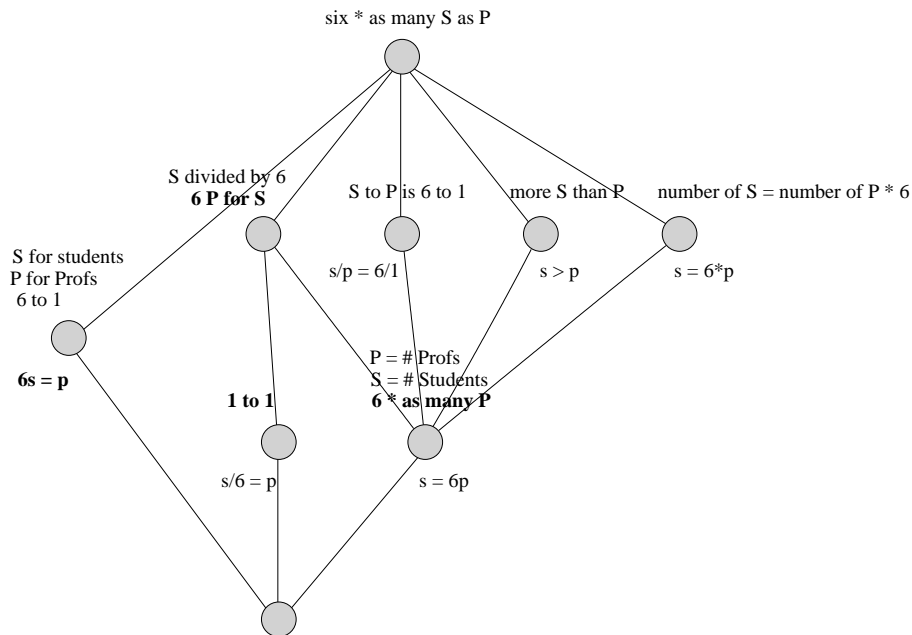 six * as many S as P
S divided by 6
6 P for S
S to P is 6 to 1
more S than P
number of S = number of P * 6
S for students
P for Profs
6 to 1
s/p = 6/1
s > p
s = 6*p
6s = p
1 to 1
P = # Profs
S = # Students
6 * as many P
s/6 = p
s = 6p